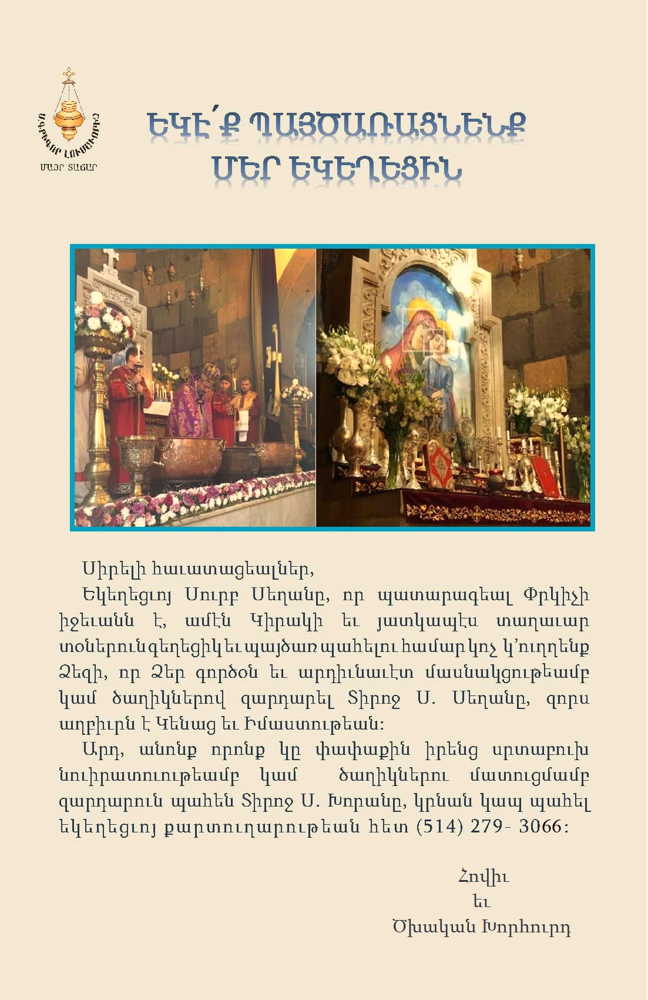 Ս.ԳՐԻԳՈՐ ԼՈՒՍԱՒՈՐԻՉ
ՄԱՅՐ ՏԱՃԱՐ
ԵԿԷ՛Ք ՊԱՅԾԱՌԱՑՆԵՆՔ
ՄԵՐ ԵԿԵՂԵՑԻՆ
Սիրելի հաւատացեալներ,
Եկեղեցւոյ Սուրբ Սեղանը, որ պատարագեալ Փրկիչի
իջեւանն է, ամէն Կիրակի եւ յատկապէս տաղաւար
տօներուն գեղեցիկ եւ պայծառ պահելու համար կոչ կ՚ուղղենք
Ձեզի, որ Ձեր գործօն եւ արդիւնաւէտ մասնակցութեամբ
կամ ծաղիկներով զարդարել Տիրոջ Ս. Սեղանը, զորս
աղբիւրն է Կենաց եւ Իմաստութեան։
Արդ, անոնք որոնք կը փափաքին իրենց սրտաբուխ
նուիրատուութեամբ կամ ծաղիկներու մատուցմամբ
զարդարուն պահեն Տիրոջ Ս. Խորանը, կրնան կապ պահել
եկեղեցւոյ քարտուղարութեան հետ (514) 279- 3066։
Հովիւ
եւ
Ծխական Խորհուրդ